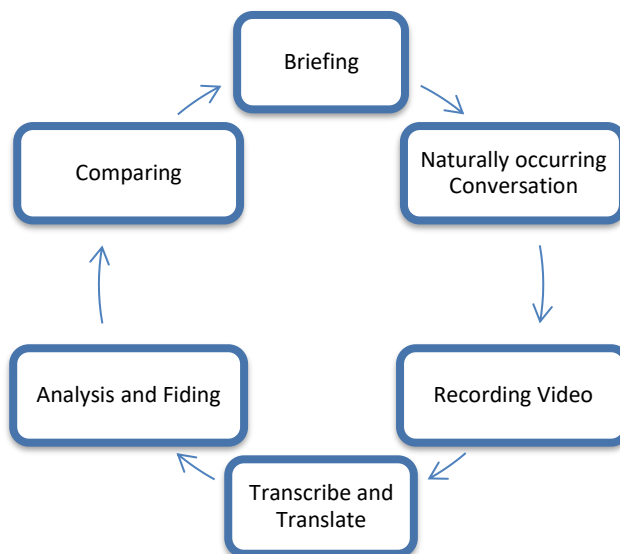 Briefing
Naturally occurring
Conversation
Recording Video
Transcribe and
Translate
Analysis and Fiding
Comparing